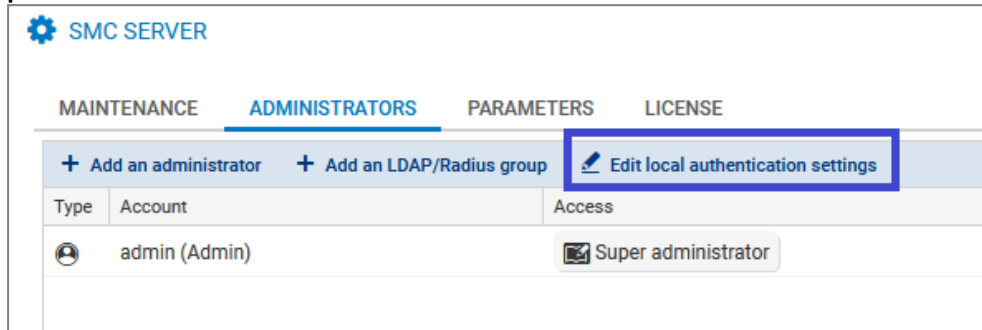 SMC SERVER
MAINTENANCE ADMINISTRATORS PARAMETERS LICENSE
+ Add an administrator + Add an LDAP/Radius group Edit local authentication settings
Type Account Access
admin (Admin) Super administrator